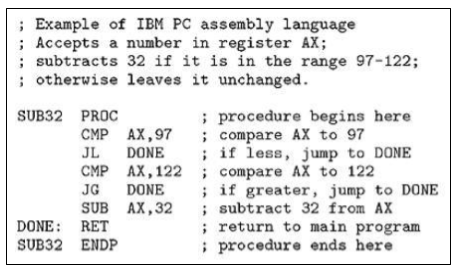 ; Example of IBM PC assembly language
; Accepts a number in register AX;
; subtracts 32 if it is in the range 97-122;
; otherwise leaves it unchanged.

SUB32  PROC            ; procedure begins here
       CMP  AX,97      ; compare AX to 97
       JL   DONE       ; if less, jump to DONE
       CMP  AX,122     ; compare AX to 122
       JG   DONE       ; if greater, jump to DONE
       SUB  AX,32      ; subtract 32 from AX
DONE:  RET             ; return to main program
SUB32  ENDP            ; procedure ends here